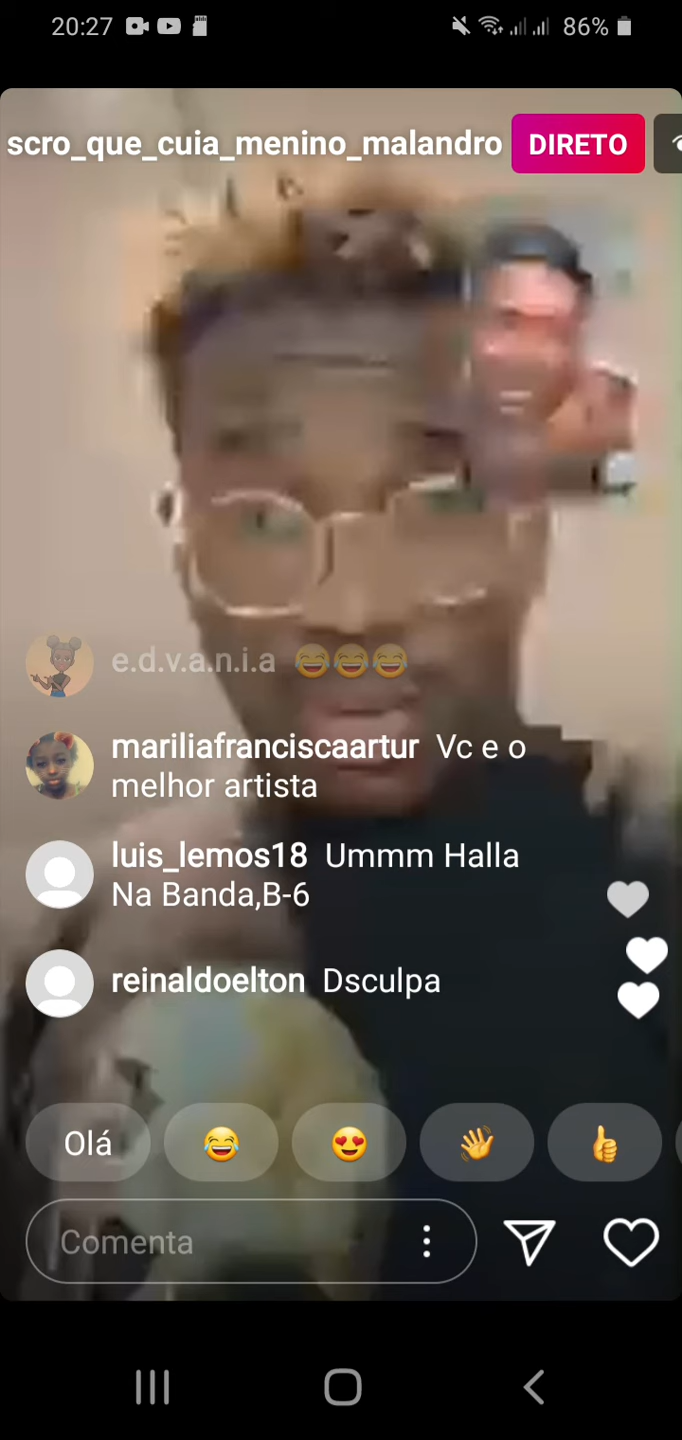 20:27
86%
scro_que_cuia_menino_malandro DIRETO
e.d.v.a.n.i.a 😂😂😂
mariliafranciscaartur Vc e o
melhor artista
luis_lemos18 Ummm Halla
Na Banda,B-6
reinaldoelton Dsculpa
Olá 😂 😍 👋 👍
Comenta